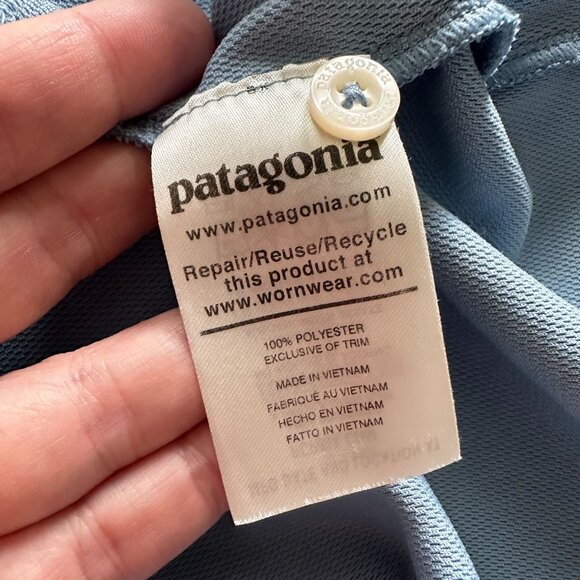 patagonia
patagonia
www.patagonia.com
Repair/Reuse/Recycle
this product at
www.wornwear.com
100% POLYESTER
EXCLUSIVE OF TRIM
MADE IN VIETNAM
FABRIQUÉ AU VIETNAM
HECHO EN VIETNAM
FATTO IN VIETNAM